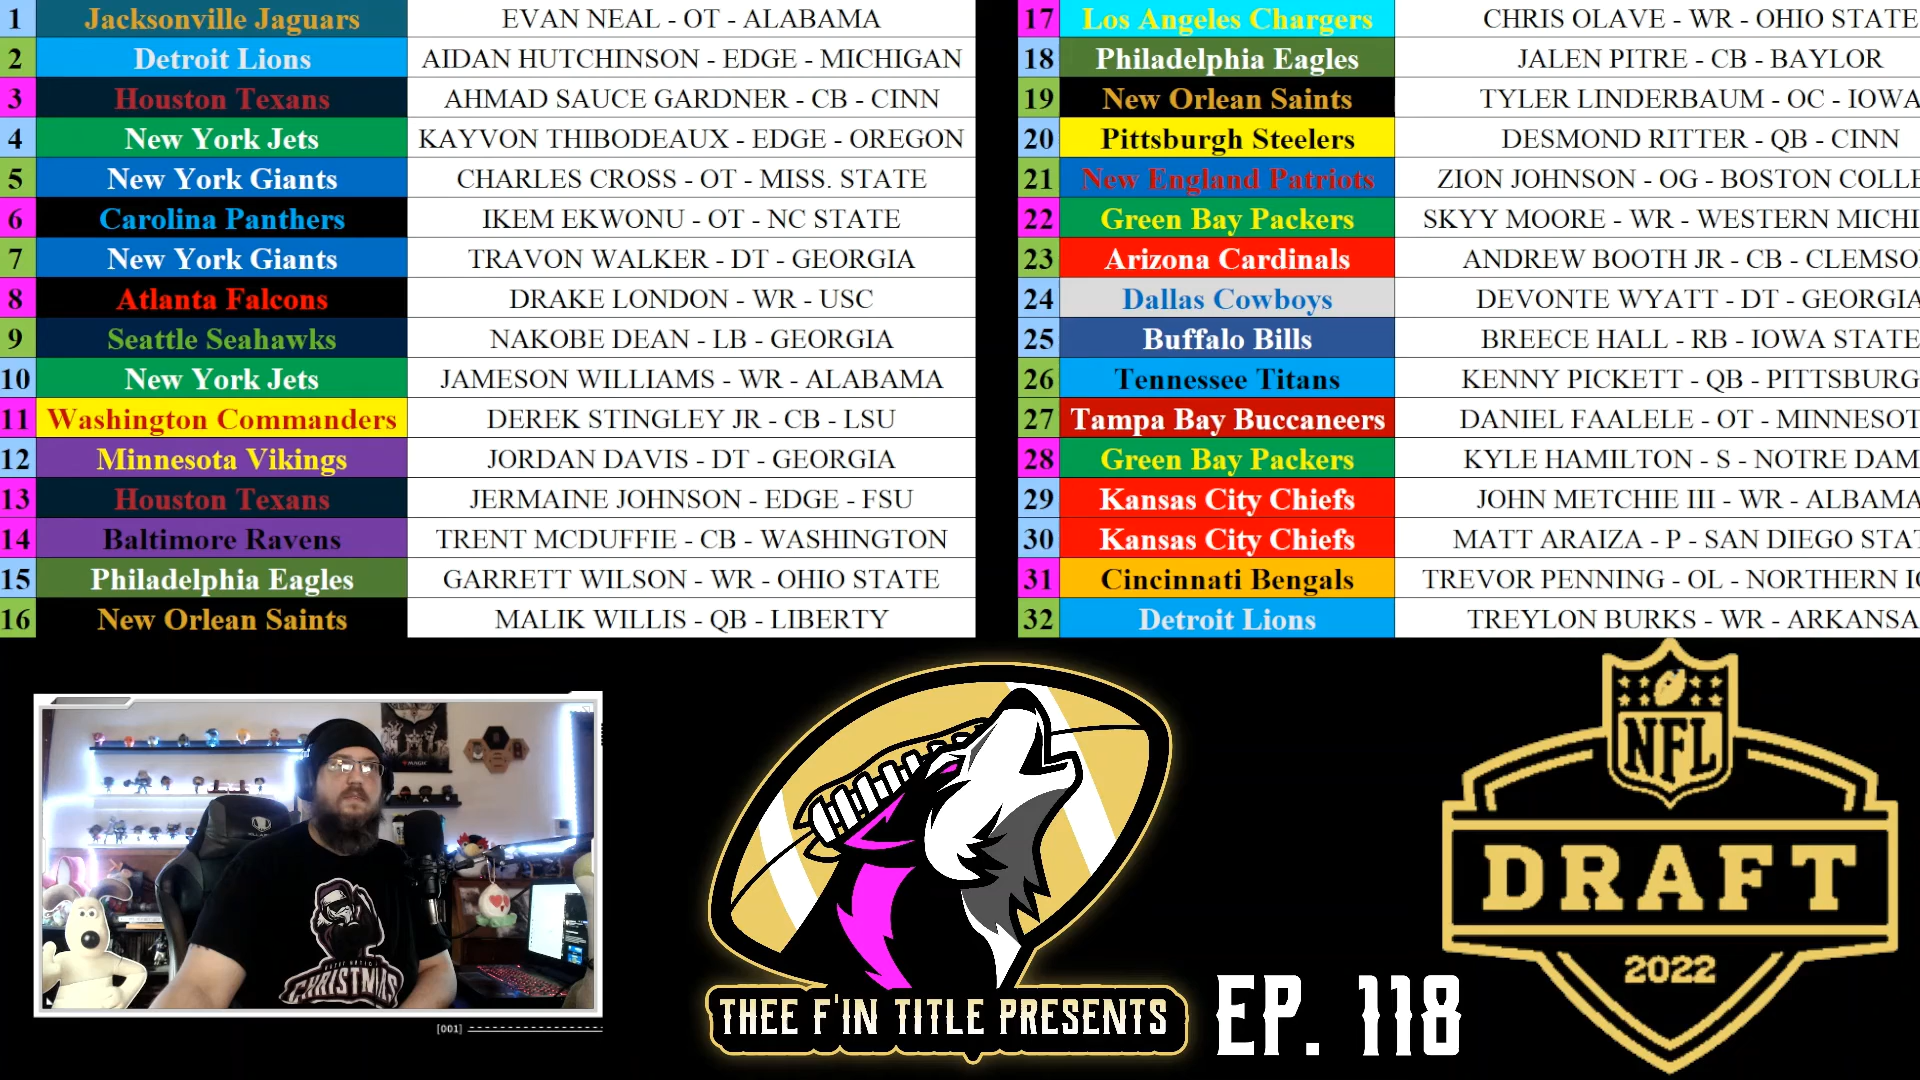 1 Jacksonville Jaguars EVAN NEAL - OT - ALABAMA
2 Detroit Lions AIDAN HUTCHINSON - EDGE - MICHIGAN
3 Houston Texans AHMAD SAUCE GARDNER - CB - CINN
4 New York Jets KAYVON THIBODEAUX - EDGE - OREGON
5 New York Giants CHARLES CROSS - OT - MISS. STATE
6 Carolina Panthers IKEM EKWONU - OT - NC STATE
7 New York Giants TRAVON WALKER - DT - GEORGIA
8 Atlanta Falcons DRAKE LONDON - WR - USC
9 Seattle Seahawks NAKOBE DEAN - LB - GEORGIA
10 New York Jets JAMESON WILLIAMS - WR - ALABAMA
11 Washington Commanders DEREK STINGLEY JR - CB - LSU
12 Minnesota Vikings JORDAN DAVIS - DT - GEORGIA
13 Houston Texans JERMAINE JOHNSON - EDGE - FSU
14 Baltimore Ravens TRENT MCDUFFIE - CB - WASHINGTON
15 Philadelphia Eagles GARRETT WILSON - WR - OHIO STATE
16 New Orlean Saints MALIK WILLIS - QB - LIBERTY
17 Los Angeles Chargers CHRIS OLAVE - WR - OHIO STATE
18 Philadelphia Eagles JALEN PITRE - CB - BAYLOR
19 New Orlean Saints TYLER LINDERBAUM - OC - IOWA
20 Pittsburgh Steelers DESMOND RITTER - QB - CINN
21 New England Patriots ZION JOHNSON - OG - BOSTON COLLE
22 Green Bay Packers SKYY MOORE - WR - WESTERN MICHI
23 Arizona Cardinals ANDREW BOOTH JR - CB - CLEMSO
24 Dallas Cowboys DEVONTE WYATT - DT - GEORGIA
25 Buffalo Bills BREECE HALL - RB - IOWA STATE
26 Tennessee Titans KENNY PICKETT - QB - PITTSBURG
27 Tampa Bay Buccaneers DANIEL FAALELE - OT - MINNESOT
28 Green Bay Packers KYLE HAMILTON - S - NOTRE DAM
29 Kansas City Chiefs JOHN METCHIE III - WR - ALBAMA
30 Kansas City Chiefs MATT ARAIZA - P - SAN DIEGO STAT
31 Cincinnati Bengals TREVOR PENNING - OL - NORTHERN IO
32 Detroit Lions TREYLON BURKS - WR - ARKANSA
MAGIC
CHRISTMAS
[001]
THEE F'IN TITLE PRESENTS
EP. 118
NFL
DRAFT
2022